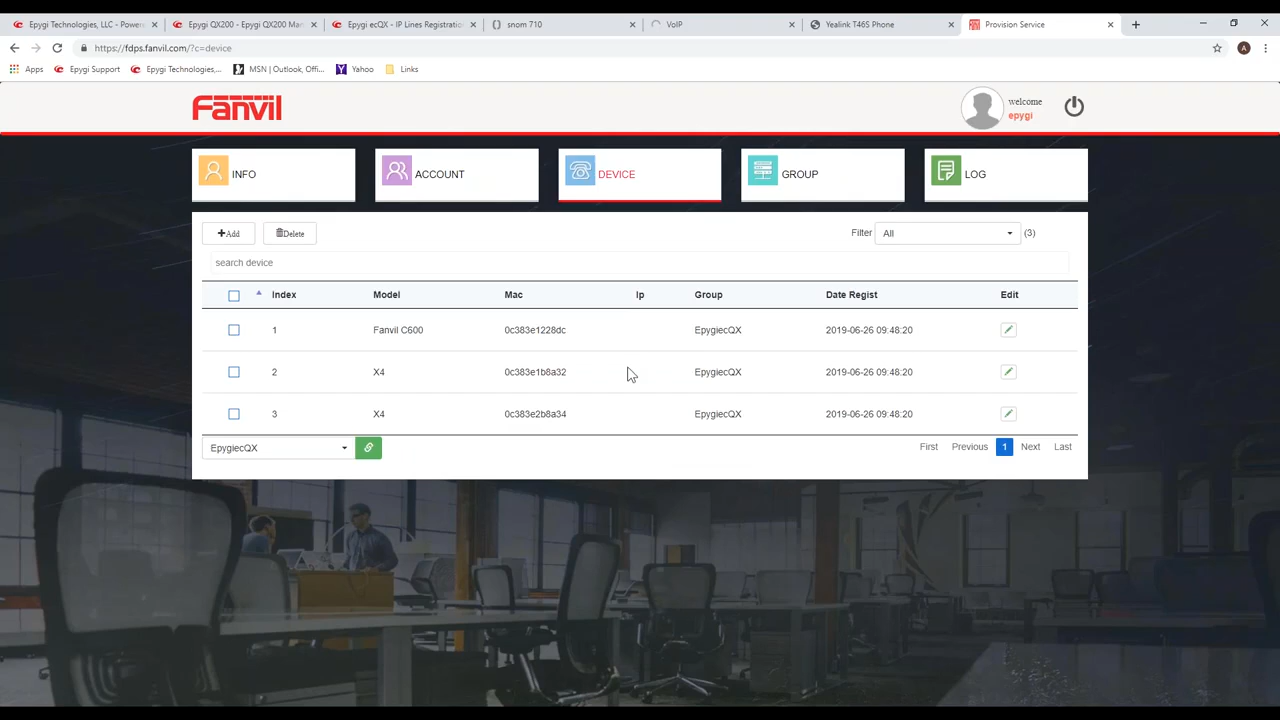 Epygi Technologies, LLC - Power
Epygi QX200 - Epygi QX200 Man
Epygi ecQX - IP Lines Registratio
snom 710
VoIP
Yealink T46S Phone
Provision Service
https://fdps.fanvil.com/?c=device
A
Apps
Epygi Support
Epygi Technologies,...
MSN | Outlook, Offi...
Yahoo
Links
Fanvil
welcome
epygi
INFO
ACCOUNT
DEVICE
GROUP
LOG
Add
Delete
Filter
All
(3)
search device
Index Model Mac Ip Group Date Regist Edit
1 Fanvil C600 0c383e1228dc EpygiecQX 2019-06-26 09:48:20
2 X4 0c383e1b8a32 EpygiecQX 2019-06-26 09:48:20
3 X4 0c383e2b8a34 EpygiecQX 2019-06-26 09:48:20
EpygiecQX
First Previous 1 Next Last